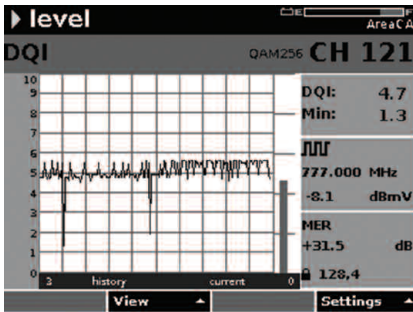 level
E F
AreaC A
DQI
QAM256 CH 121
10
9
8
7
6
5
4
3
2
1
0
3 history current 0
DQI: 4.7
Min: 1.3
777.000 MHz
-8.1 dBmV
MER
+31.5 dB
128,4
View
Settings